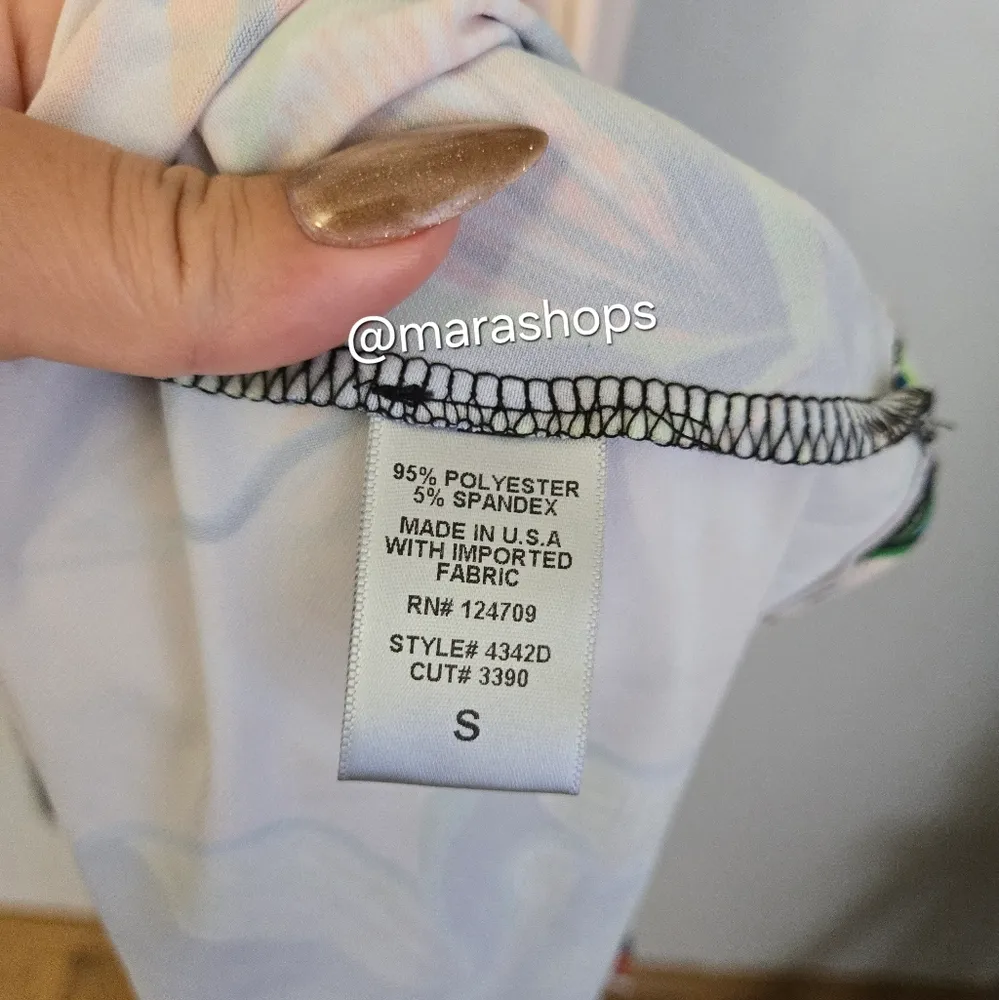 @marashops
95% POLYESTER
5% SPANDEX
MADE IN U.S.A
WITH IMPORTED
FABRIC
RN# 124709
STYLE# 4342D
CUT# 3390
S